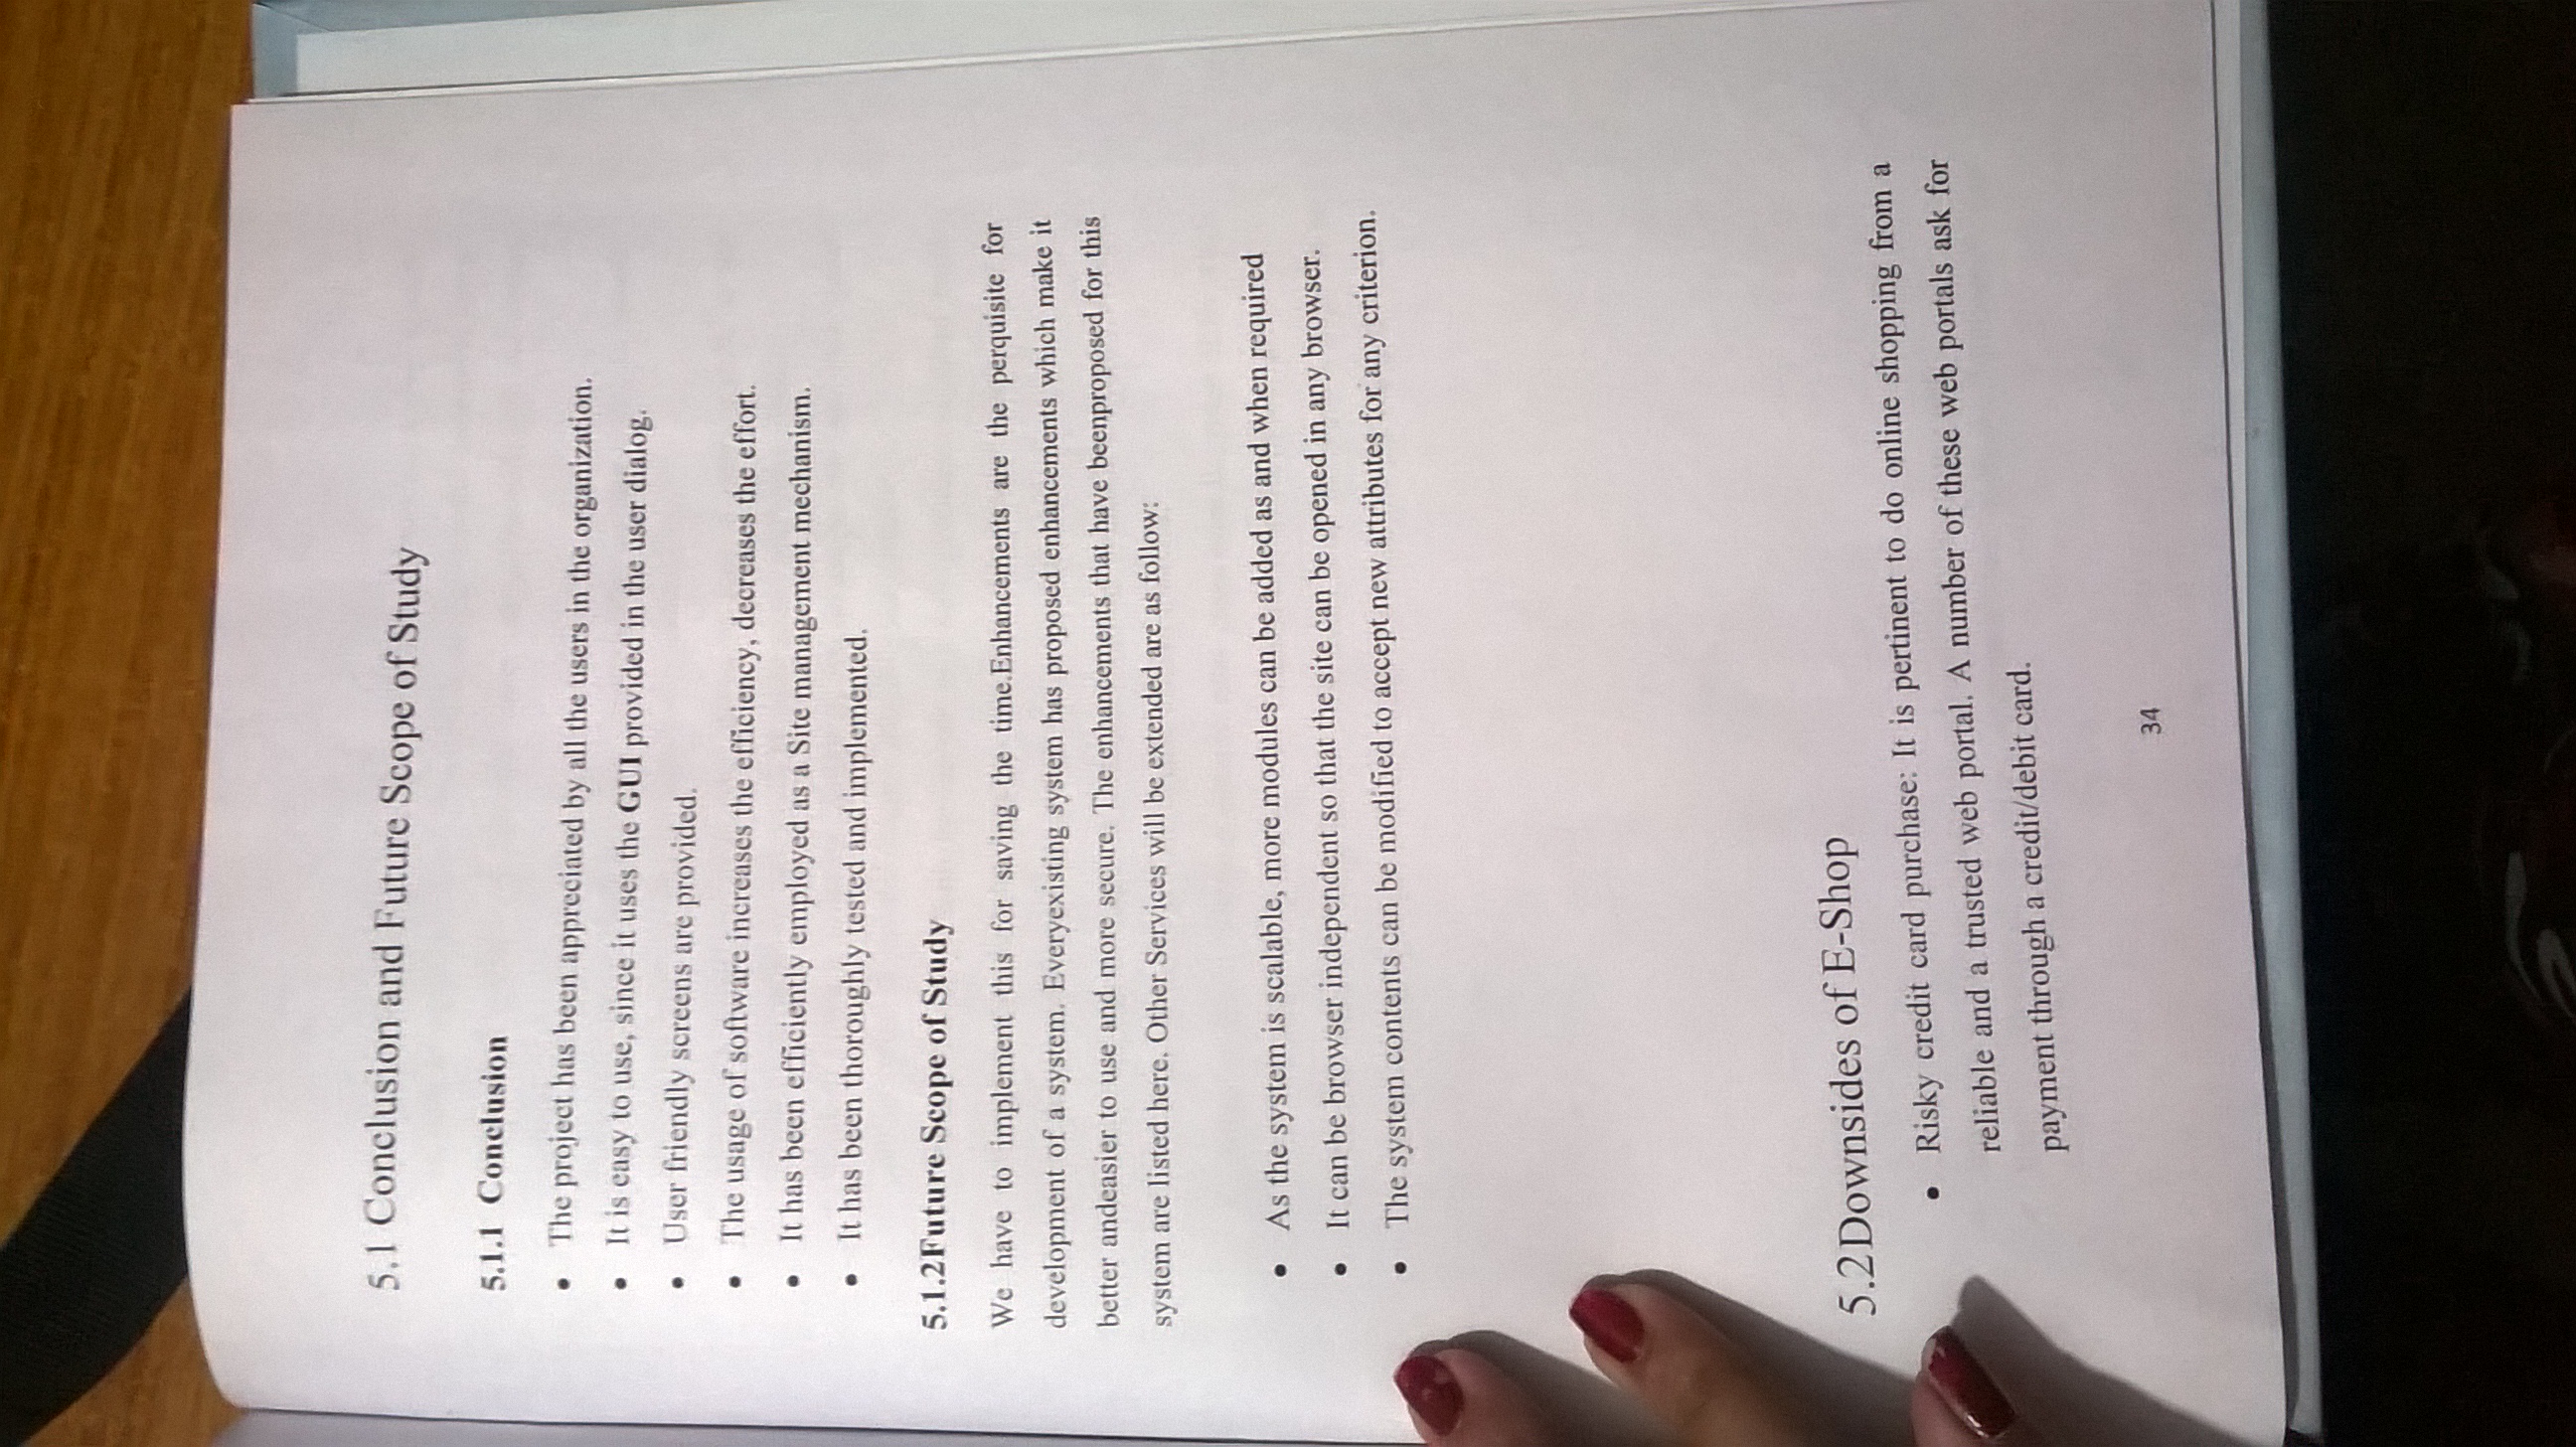 5.1 Conclusion and Future Scope of Study
5.1.1 Conclusion
• The project has been appreciated by all the users in the organization.
• It is easy to use, since it uses the GUI provided in the user dialog.
• User friendly screens are provided.
• The usage of software increases the efficiency, decreases the effort.
• It has been efficiently employed as a Site management mechanism.
• It has been thoroughly tested and implemented.
5.1.2Future Scope of Study
We have to implement this for saving the time.Enhancements are the perquisite for
development of a system. Everyexisting system has proposed enhancements which make it
better andeasier to use and more secure. The enhancements that have beenproposed for this
system are listed here. Other Services will be extended are as follow:
• As the system is scalable, more modules can be added as and when required
• It can be browser independent so that the site can be opened in any browser.
• The system contents can be modified to accept new attributes for any criterion.
5.2Downsides of E-Shop
• Risky credit card purchase: It is pertinent to do online shopping from a
reliable and a trusted web portal. A number of these web portals ask for
payment through a credit/debit card.
34